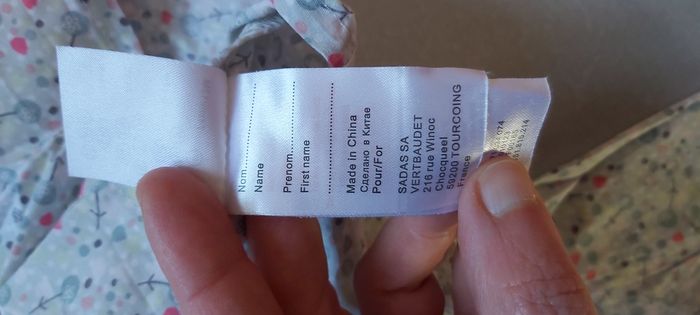 Nom..................
Name
Prenom..................
First name
..............................
Made in China
Сделано в Китае
Pour/For
SADAS SA
VERTBAUDET
216 rue Winoc
Chocqueel
59200 TOURCOING
France